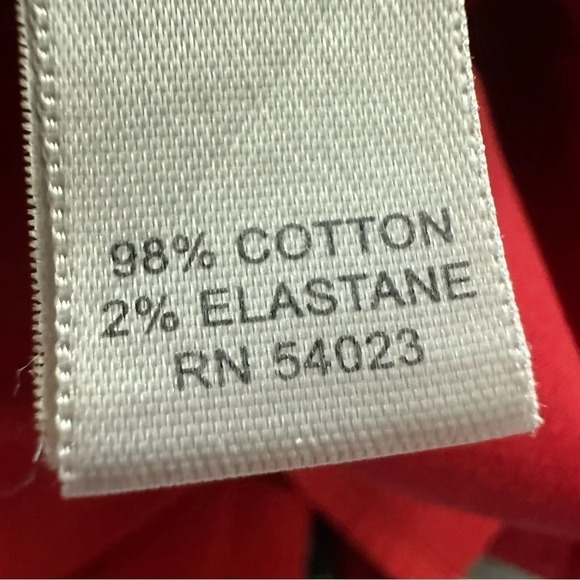 98% COTTON
2% ELASTANE
RN 54023